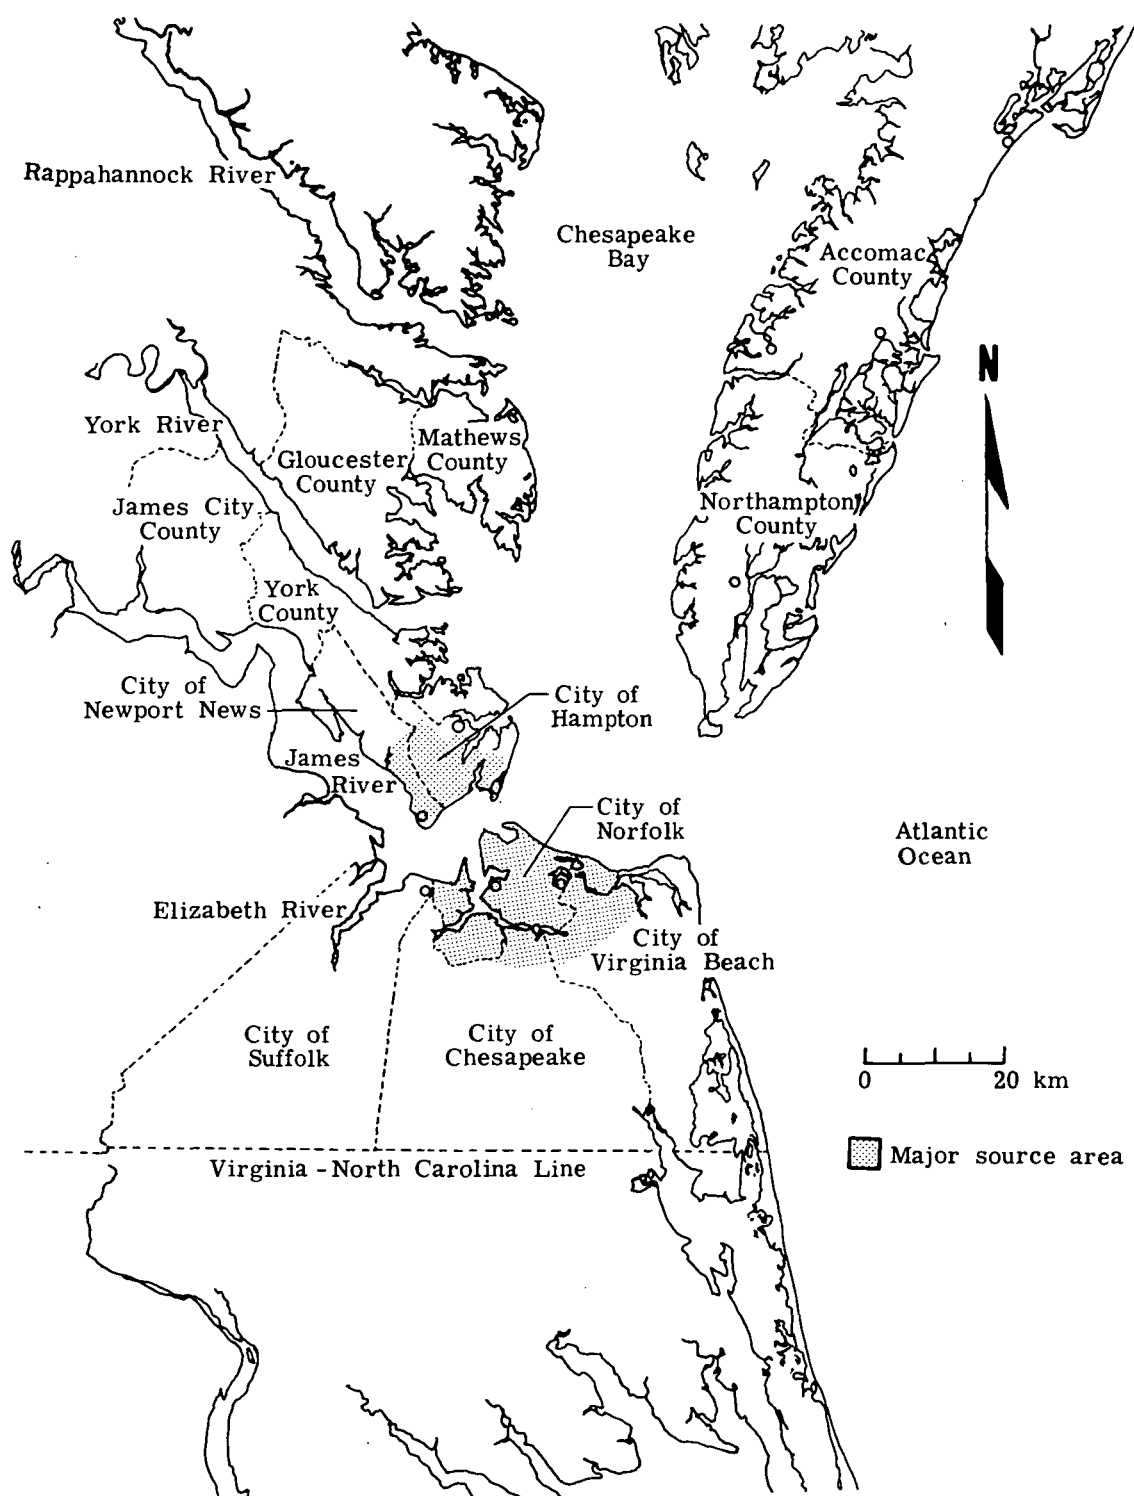 Rappahannock River
Chesapeake
Bay
Accomac
County
N
York River
Mathews
County
Gloucester
County
James City
County
Northampton
County
York
County
City of
Newport News
City of
Hampton
James
River
City of
Norfolk
Atlantic
Ocean
Elizabeth River
City of
Virginia Beach
City of
Suffolk
City of
Chesapeake
0 20 km
Major source area
Virginia - North Carolina Line